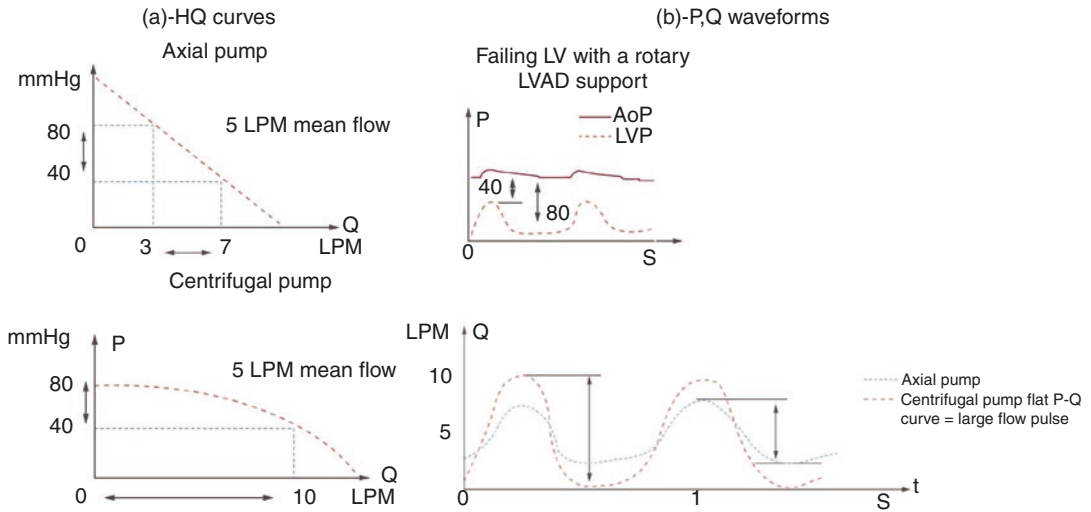 (a)-HQ curves
Axial pump
mmHg
80
40
5 LPM mean flow
0
3
7
Q
LPM
Centrifugal pump
mmHg
P
80
40
5 LPM mean flow
0
10
Q
LPM
(b)-P,Q waveforms
Failing LV with a rotary
LVAD support
P
AoP
LVP
40
80
0
S
LPM
Q
10
5
0
1
S
t
Axial pump
Centrifugal pump flat P-Q
curve = large flow pulse